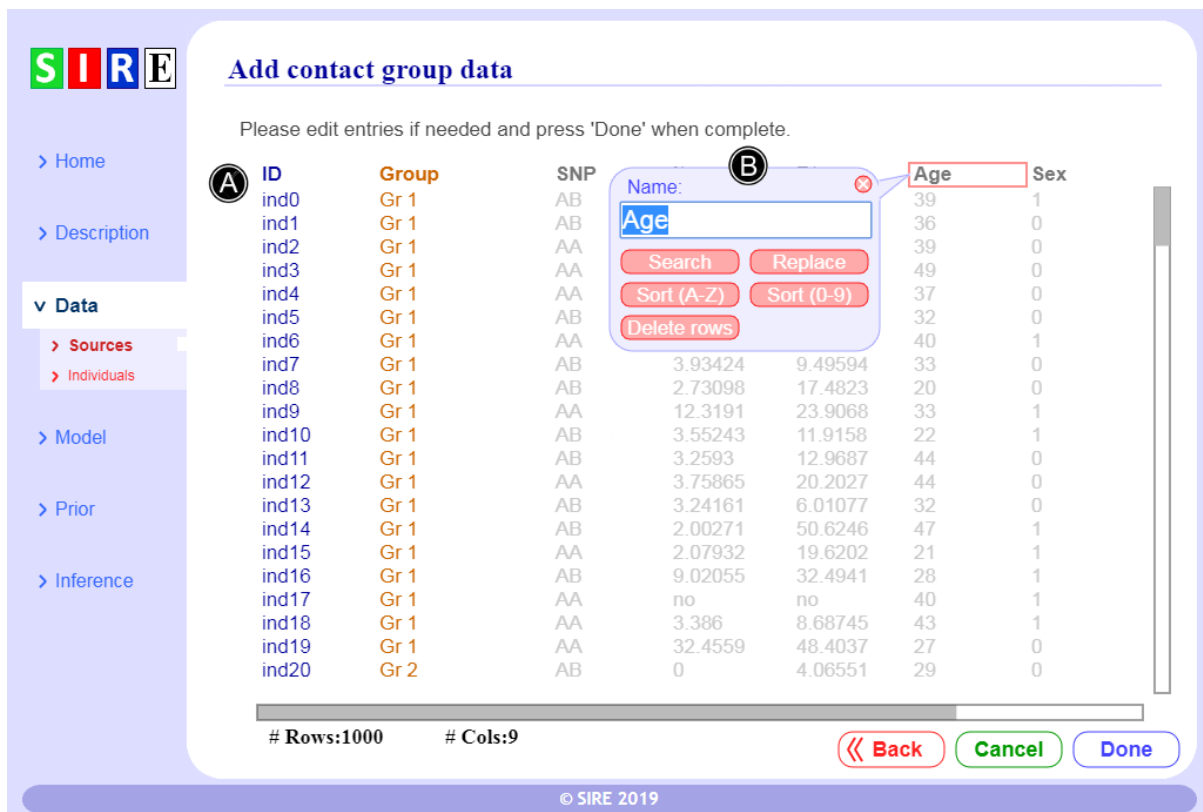 SIRE
Add contact group data
Please edit entries if needed and press 'Done' when complete.
> Home
> Description
v Data
> Sources
> Individuals
> Model
> Prior
> Inference
A
B
ID Group SNP Age Sex
ind0 Gr 1 AB 39 1
ind1 Gr 1 AB 36 0
ind2 Gr 1 AA 39 0
ind3 Gr 1 AA 49 0
ind4 Gr 1 AA 37 0
ind5 Gr 1 AB 32 0
ind6 Gr 1 AA 40 1
ind7 Gr 1 AB 3.93424 9.49594 33 0
ind8 Gr 1 AB 2.73098 17.4823 20 0
ind9 Gr 1 AA 12.3191 23.9068 33 1
ind10 Gr 1 AB 3.55243 11.9158 22 1
ind11 Gr 1 AB 3.2593 12.9687 44 0
ind12 Gr 1 AA 3.75865 20.2027 44 0
ind13 Gr 1 AB 3.24161 6.01077 32 0
ind14 Gr 1 AB 2.00271 50.6246 47 1
ind15 Gr 1 AA 2.07932 19.6202 21 1
ind16 Gr 1 AB 9.02055 32.4941 28 1
ind17 Gr 1 AA no no 40 1
ind18 Gr 1 AA 3.386 8.68745 43 1
ind19 Gr 1 AA 32.4559 48.4037 27 0
ind20 Gr 2 AB 0 4.06551 29 0
Name:
Age
Search Replace
Sort (A-Z) Sort (0-9)
Delete rows
# Rows:1000 # Cols:9
Back Cancel Done
© SIRE 2019